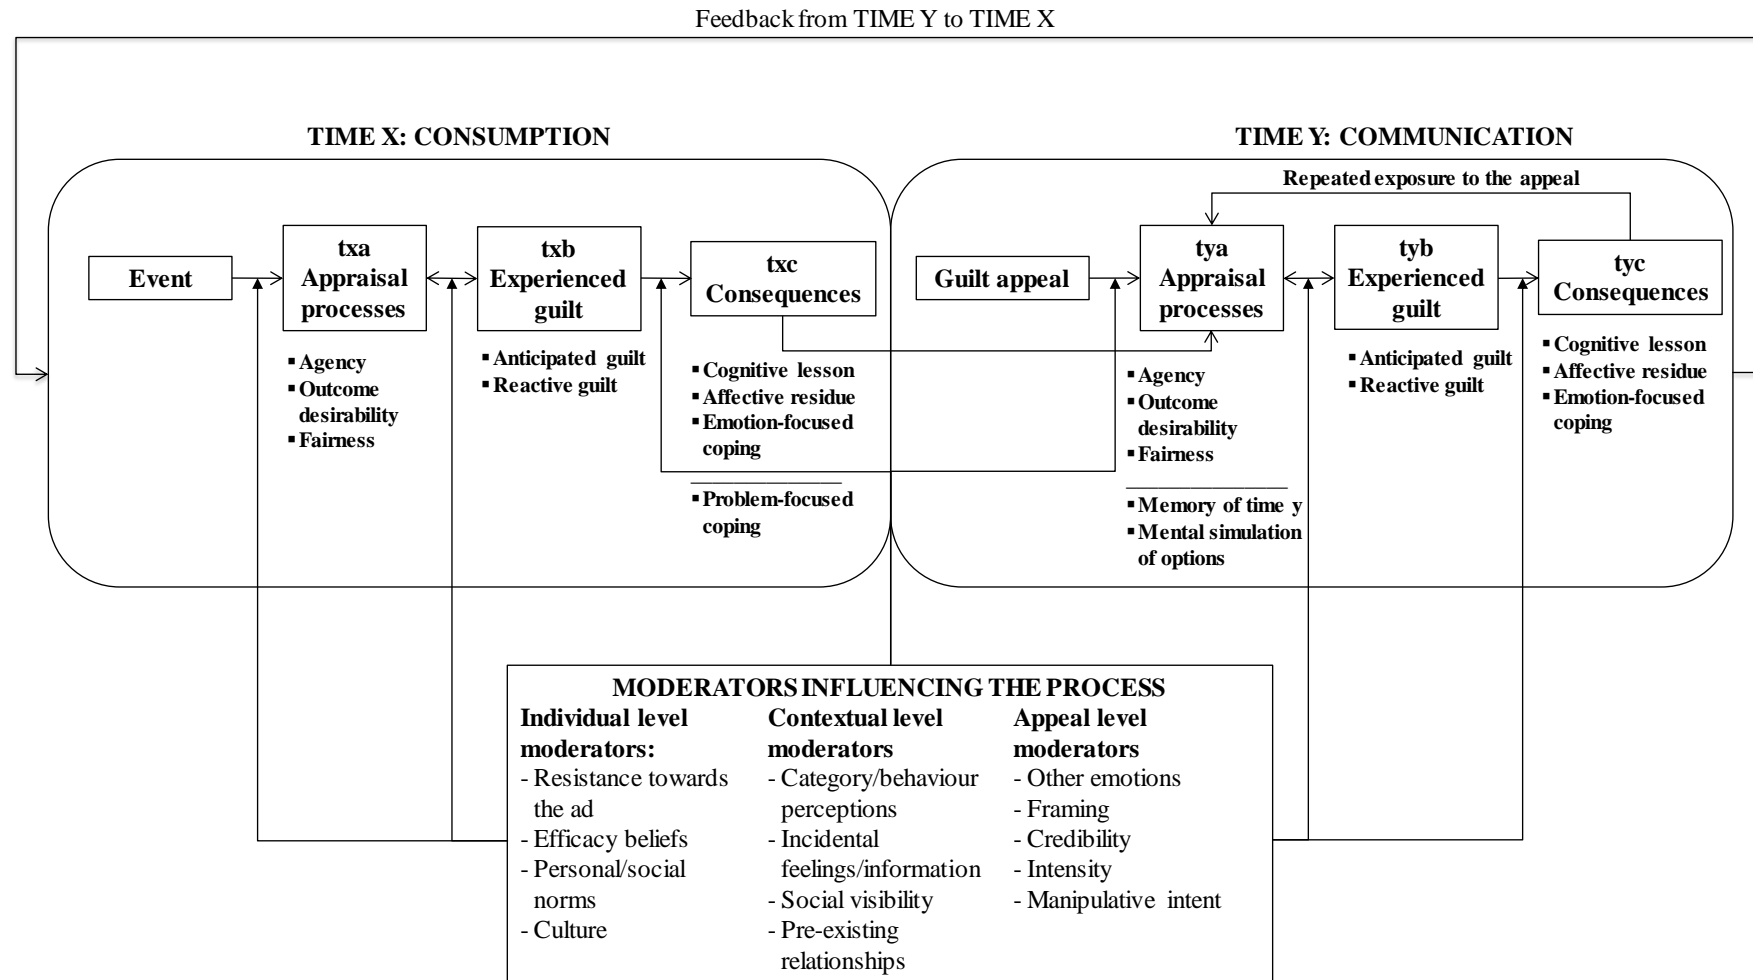 Feedback from TIME Y to TIME X
TIME X: CONSUMPTION
Event
txa
Appraisal
processes
▪ Agency
▪ Outcome
desirability
▪ Fairness
txb
Experienced
guilt
▪ Anticipated guilt
▪ Reactive guilt
txc
Consequences
▪ Cognitive lesson
▪ Affective residue
▪ Emotion-focused
coping
▪ Problem-focused
coping
TIME Y: COMMUNICATION
Repeated exposure to the appeal
Guilt appeal
tya
Appraisal
processes
▪ Agency
▪ Outcome
desirability
▪ Fairness
▪ Memory of time y
▪ Mental simulation
of options
tyb
Experienced
guilt
▪ Anticipated guilt
▪ Reactive guilt
tyc
Consequences
▪ Cognitive lesson
▪ Affective residue
▪ Emotion-focused
coping
MODERATORS INFLUENCING THE PROCESS
Individual level
moderators:
- Resistance towards
the ad
- Efficacy beliefs
- Personal/social
norms
- Culture
Contextual level
moderators
- Category/behaviour
perceptions
- Incidental
feelings/information
- Social visibility
- Pre-existing
relationships
Appeal level
moderators
- Other emotions
- Framing
- Credibility
- Intensity
- Manipulative intent